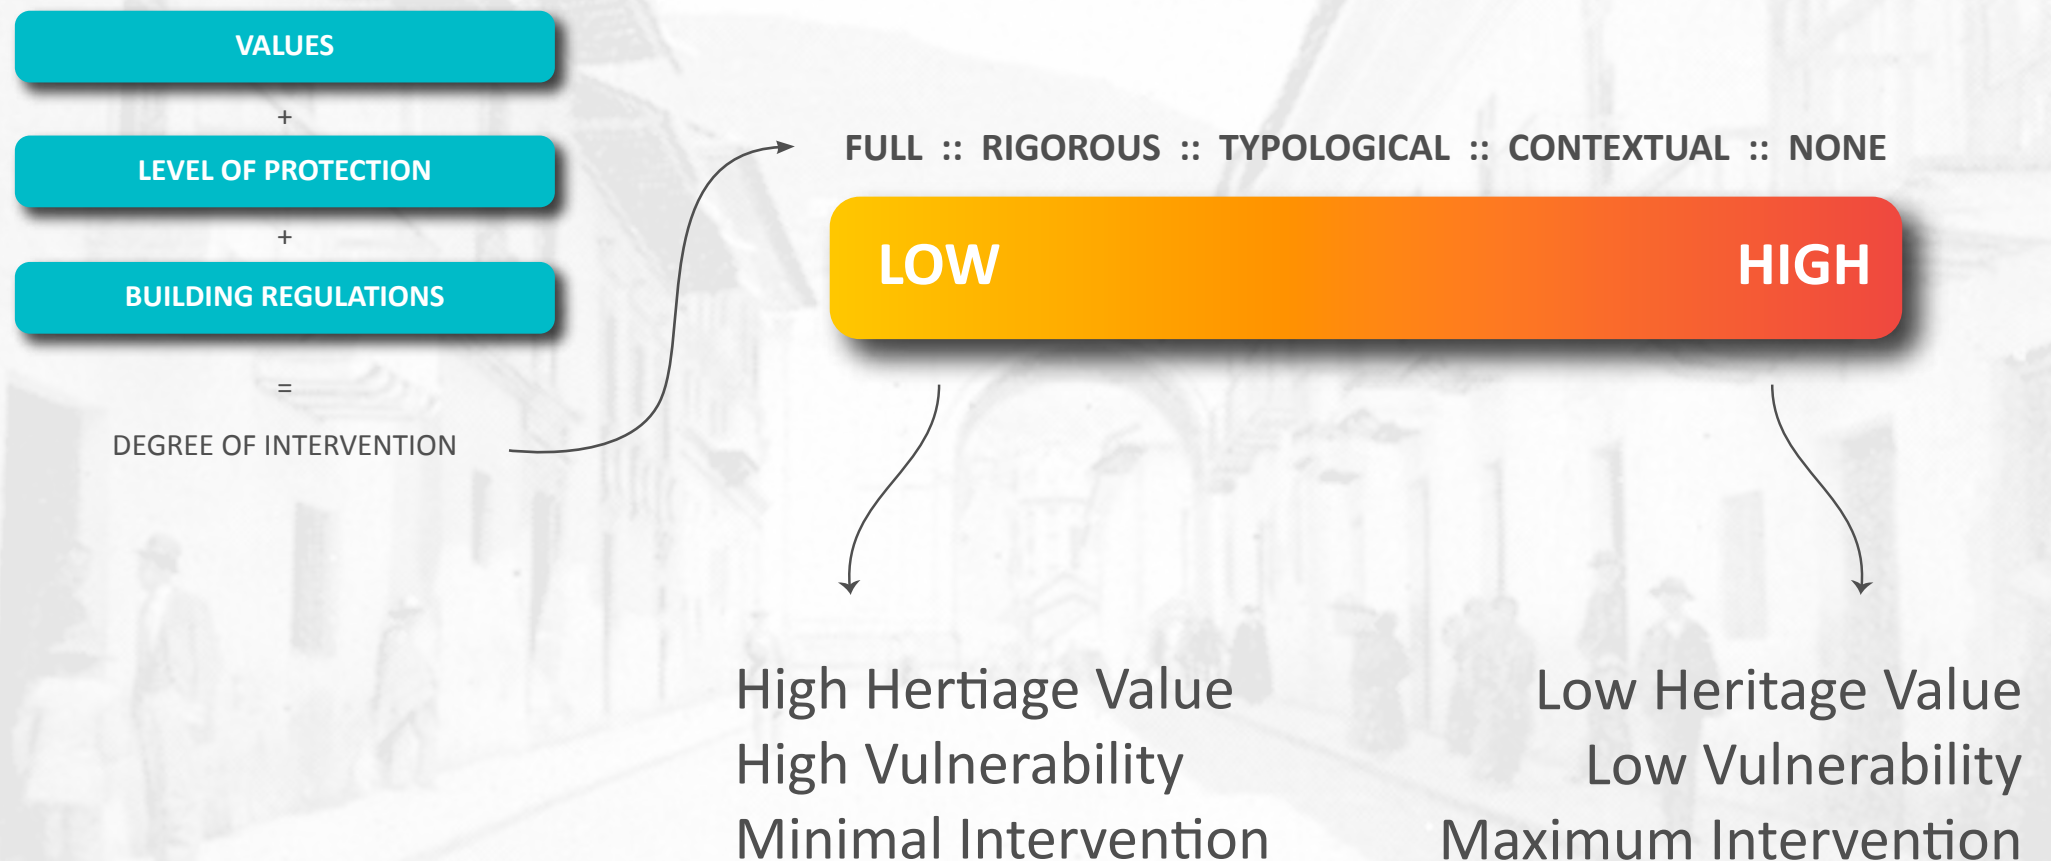 VALUES
+
LEVEL OF PROTECTION
+
BUILDING REGULATIONS
=
DEGREE OF INTERVENTION
FULL :: RIGOROUS :: TYPOLOGICAL :: CONTEXTUAL :: NONE
LOW
HIGH
High Hertiage Value
High Vulnerability
Minimal Intervention
Low Heritage Value
Low Vulnerability
Maximum Intervention